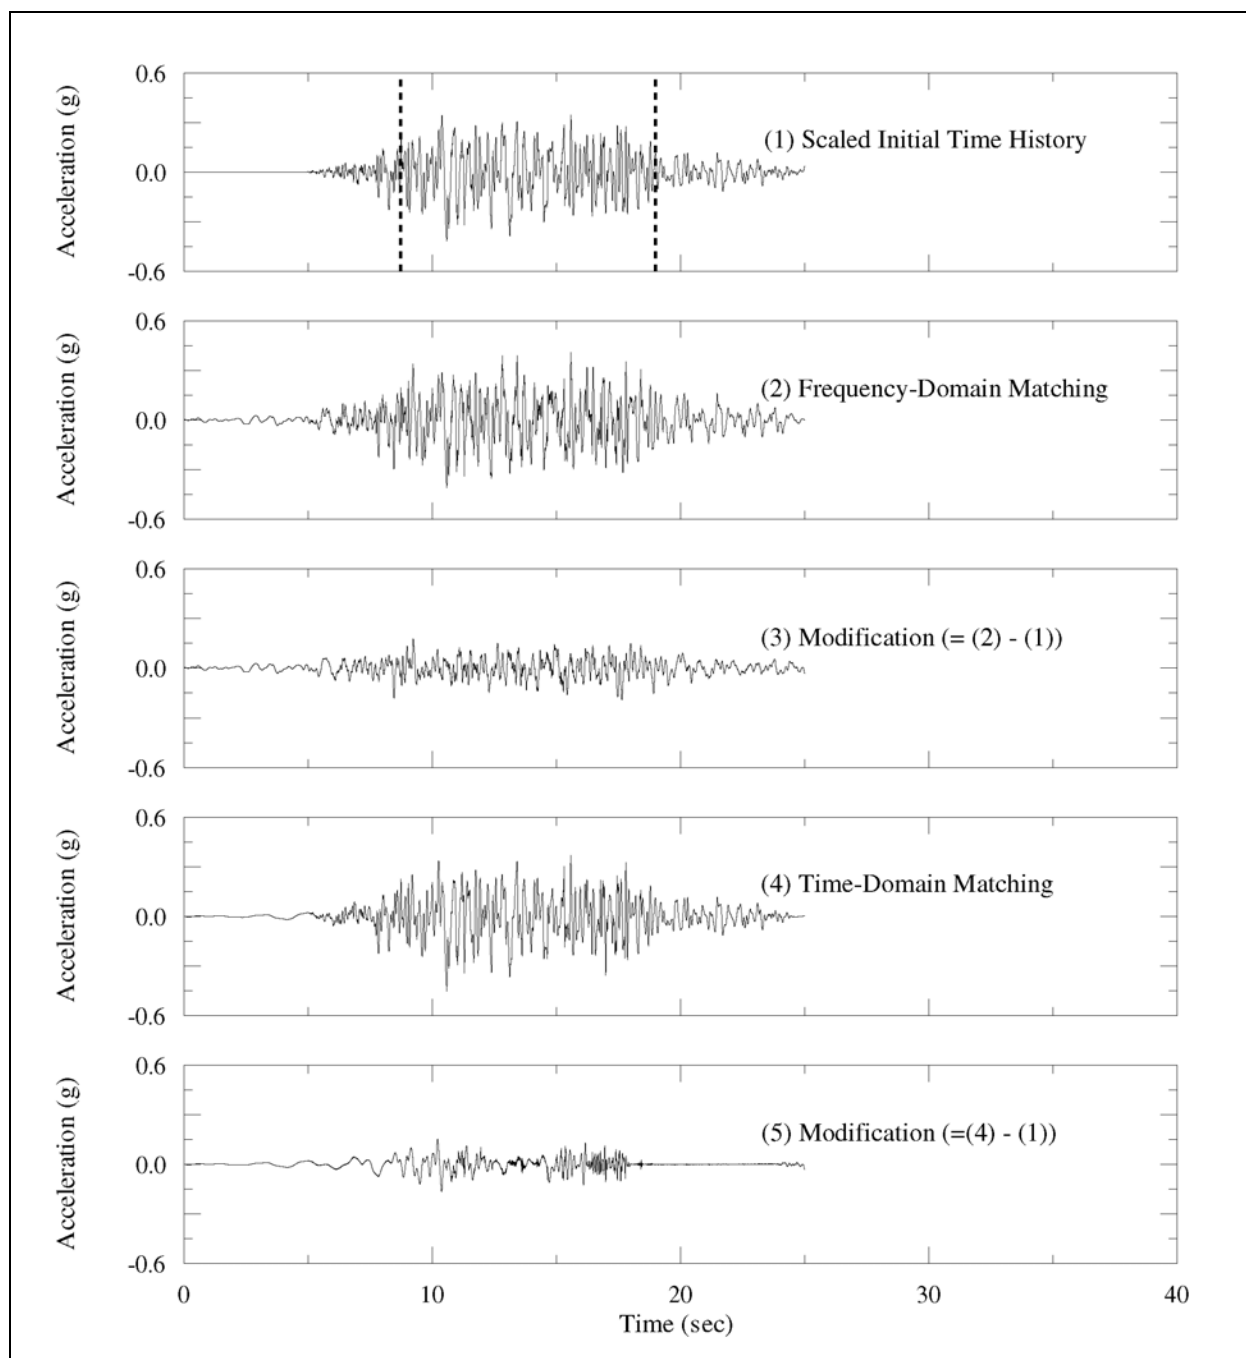 0.6
0.0
-0.6
Acceleration (g)
(1) Scaled Initial Time History
0.6
0.0
-0.6
Acceleration (g)
(2) Frequency-Domain Matching
0.6
0.0
-0.6
Acceleration (g)
(3) Modification (= (2) - (1))
0.6
0.0
-0.6
Acceleration (g)
(4) Time-Domain Matching
0.6
0.0
-0.6
Acceleration (g)
(5) Modification (=(4) - (1))
0 10 20 30 40
Time (sec)